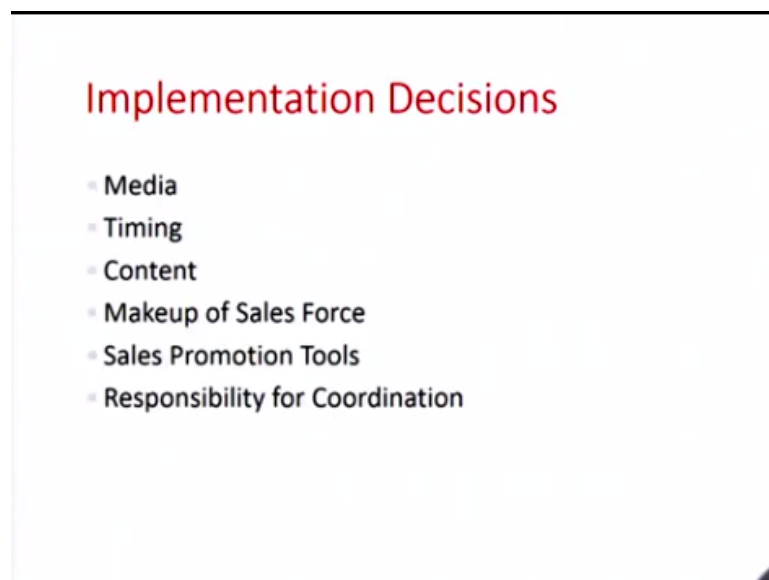 Implementation Decisions
Media
Timing
Content
Makeup of Sales Force
Sales Promotion Tools
Responsibility for Coordination